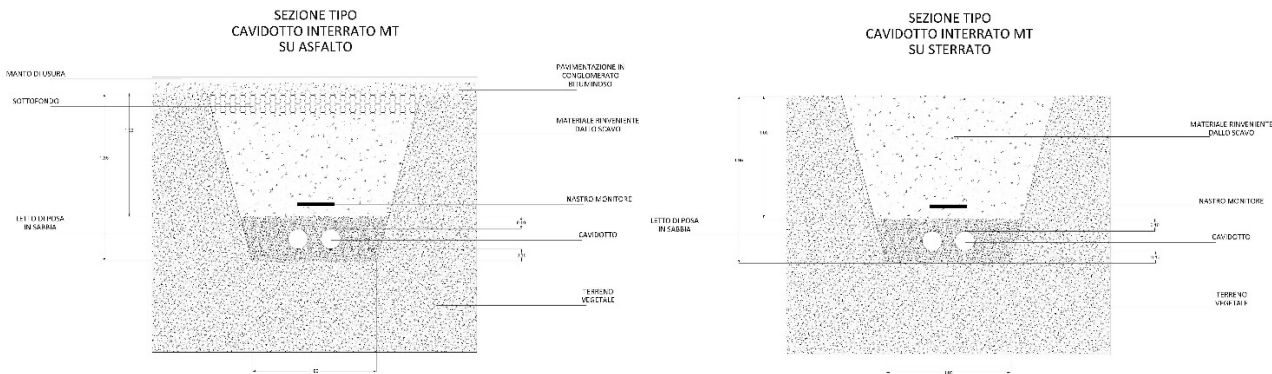 SEZIONE TIPO
CAVIDOTTO INTERRATO MT
SU ASFALTO
MANTO DI USURA
SOTTOFONDO
LETTO DI POSA
IN SABBIA
PAVIMENTAZIONE IN
CONGLOMERATO
BITUMINOSO
MATERIALE RINVENIENTE
DALLO SCAVO
NASTRO MONITORE
CAVIDOTTO
TERRENO
VEGETALE
SEZIONE TIPO
CAVIDOTTO INTERRATO MT
SU STERRATO
LETTO DI POSA
IN SABBIA
MATERIALE RINVENIENTE
DALLO SCAVO
NASTRO MONITORE
CAVIDOTTO
TERRENO
VEGETALE